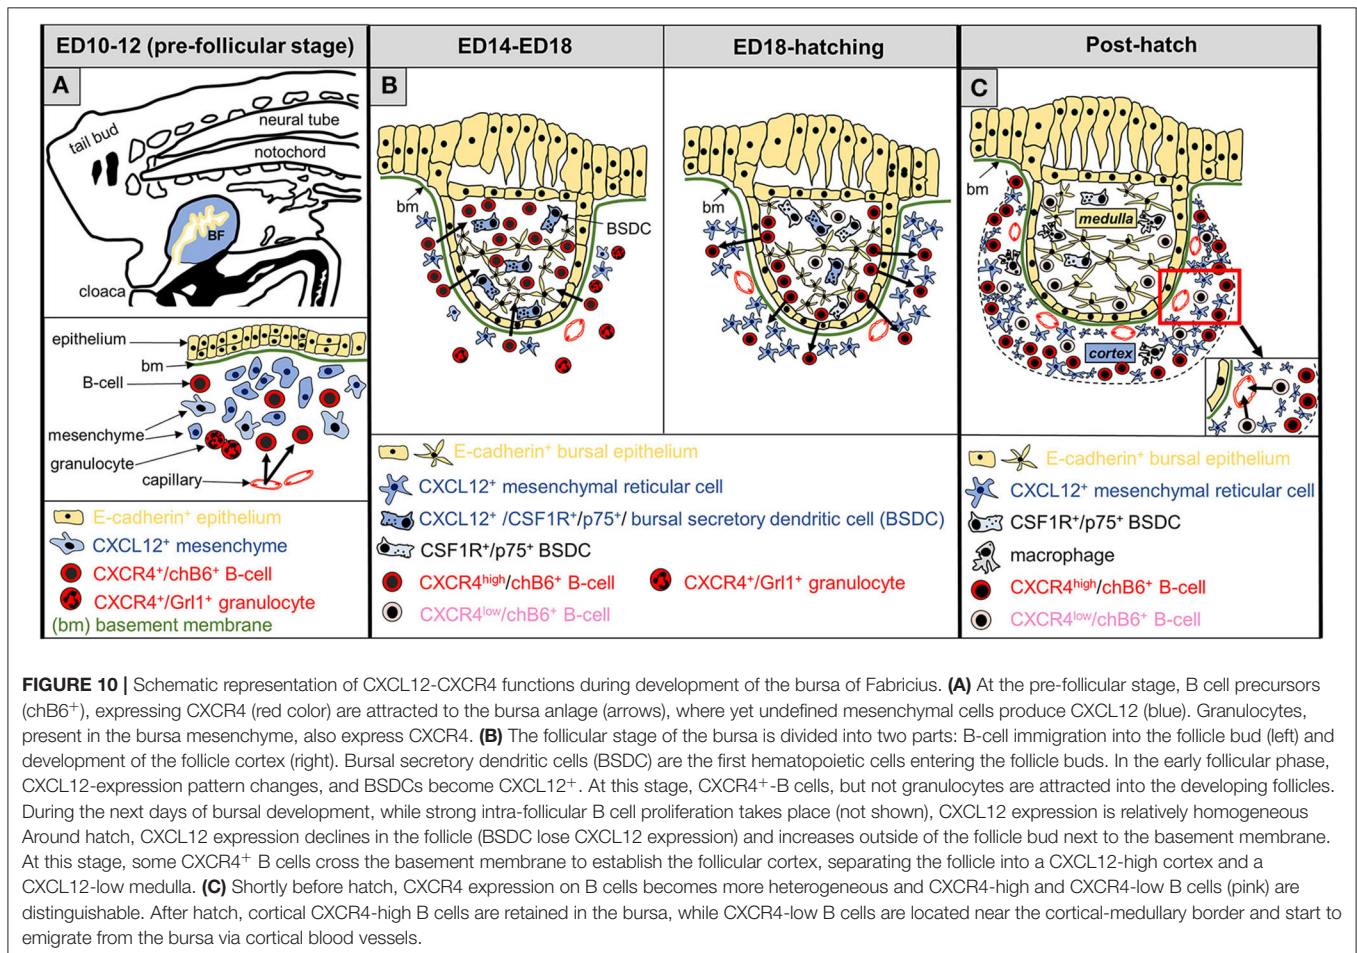 ED10-12 (pre-follicular stage)
ED14-ED18
ED18-hatching
Post-hatch
A
tail bud
neural tube
notochord
BF
cloaca
epithelium
bm
B-cell
mesenchyme
granulocyte
capillary
E-cadherin⁺ epithelium
CXCL12⁺ mesenchyme
CXCR4⁺/chB6⁺ B-cell
CXCR4⁺/Grl1⁺ granulocyte
(bm) basement membrane
B
bm
BSDC
bm
E-cadherin⁺ bursal epithelium
CXCL12⁺ mesenchymal reticular cell
CXCL12⁺ /CSF1R⁺/p75⁺/ bursal secretory dendritic cell (BSDC)
CSF1R⁺/p75⁺ BSDC
CXCR4ʰⁱᵍʰ/chB6⁺ B-cell
CXCR4⁺/Grl1⁺ granulocyte
CXCR4ˡᵒʷ/chB6⁺ B-cell
C
bm
medulla
cortex
E-cadherin⁺ bursal epithelium
CXCL12⁺ mesenchymal reticular cell
CSF1R⁺/p75⁺ BSDC
macrophage
CXCR4ʰⁱᵍʰ/chB6⁺ B-cell
CXCR4ˡᵒʷ/chB6⁺ B-cell
FIGURE 10 | Schematic representation of CXCL12-CXCR4 functions during development of the bursa of Fabricius. (A) At the pre-follicular stage, B cell precursors
(chB6⁺), expressing CXCR4 (red color) are attracted to the bursa anlage (arrows), where yet undefined mesenchymal cells produce CXCL12 (blue). Granulocytes,
present in the bursa mesenchyme, also express CXCR4. (B) The follicular stage of the bursa is divided into two parts: B-cell immigration into the follicle bud (left) and
development of the follicle cortex (right). Bursal secretory dendritic cells (BSDC) are the first hematopoietic cells entering the follicle buds. In the early follicular phase,
CXCL12-expression pattern changes, and BSDCs become CXCL12⁺. At this stage, CXCR4⁺-B cells, but not granulocytes are attracted into the developing follicles.
During the next days of bursal development, while strong intra-follicular B cell proliferation takes place (not shown), CXCL12 expression is relatively homogeneous
Around hatch, CXCL12 expression declines in the follicle (BSDC lose CXCL12 expression) and increases outside of the follicle bud next to the basement membrane.
At this stage, some CXCR4⁺ B cells cross the basement membrane to establish the follicular cortex, separating the follicle into a CXCL12-high cortex and a
CXCL12-low medulla. (C) Shortly before hatch, CXCR4 expression on B cells becomes more heterogeneous and CXCR4-high and CXCR4-low B cells (pink) are
distinguishable. After hatch, cortical CXCR4-high B cells are retained in the bursa, while CXCR4-low B cells are located near the cortical-medullary border and start to
emigrate from the bursa via cortical blood vessels.